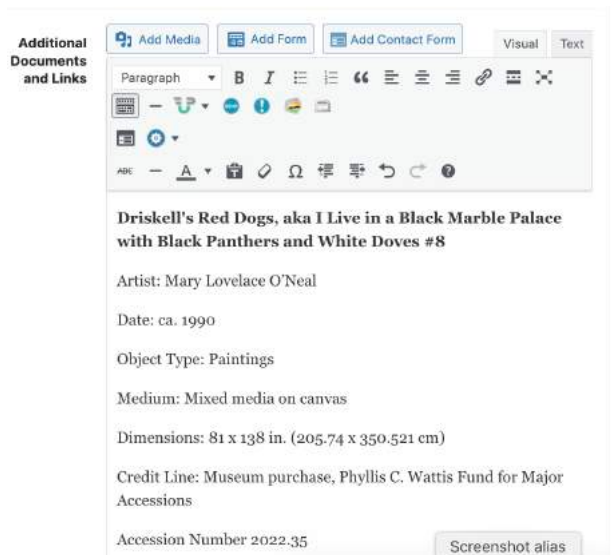 Additional
Documents
and Links
Add Media
Add Form
Add Contact Form
Visual
Text
Paragraph
B I
ABE
A
Ω
Driskell's Red Dogs, aka I Live in a Black Marble Palace
with Black Panthers and White Doves #8
Artist: Mary Lovelace O'Neal
Date: ca. 1990
Object Type: Paintings
Medium: Mixed media on canvas
Dimensions: 81 x 138 in. (205.74 x 350.521 cm)
Credit Line: Museum purchase, Phyllis C. Wattis Fund for Major
Accessions
Accession Number 2022.35
Screenshot alias